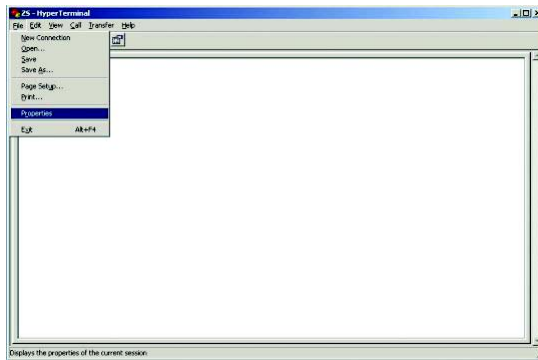 ZS - HyperTerminal
File Edit View Call Transfer Help
New Connection
Open...
Save
Save As...
Page Setup...
Print...
Properties
Exit Alt+F4
Displays the properties of the current session